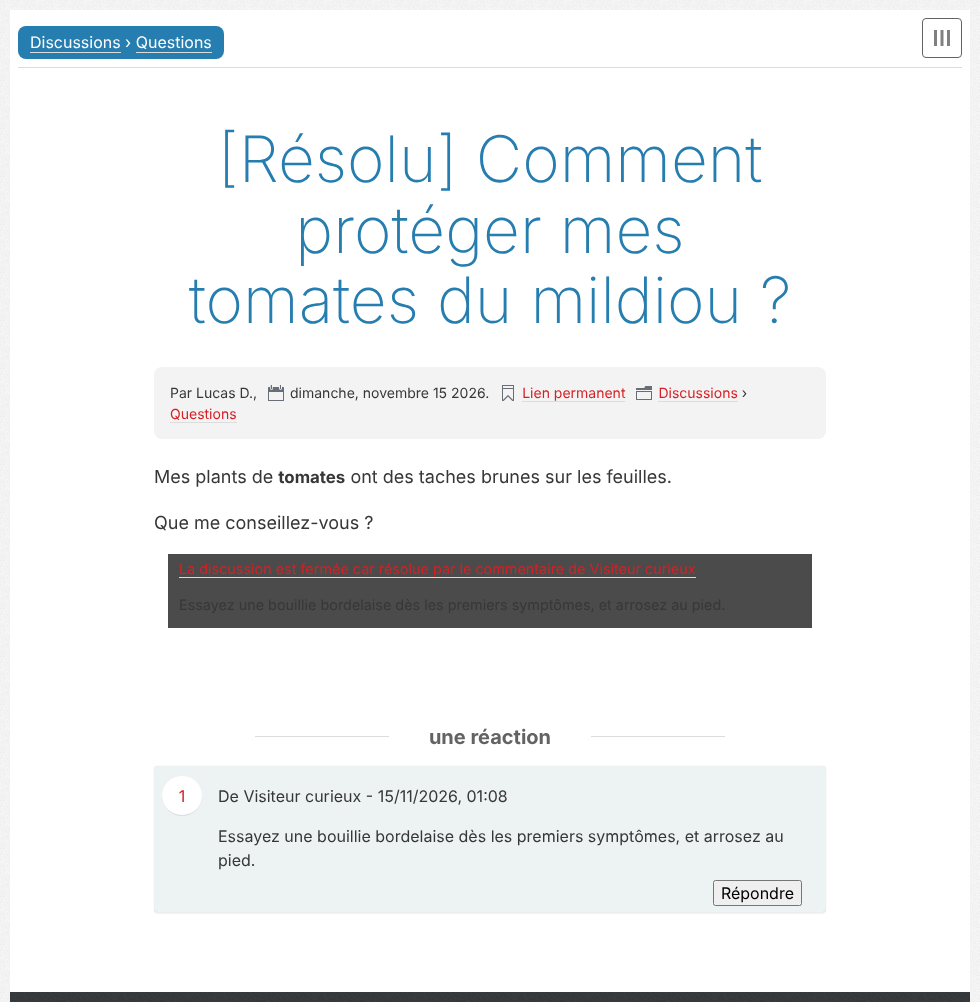 Discussions › Questions
[Résolu] Comment
protéger mes
tomates du mildiou ?
Par Lucas D., dimanche, novembre 15 2026. Lien permanent Discussions ›
Questions
Mes plants de tomates ont des taches brunes sur les feuilles.
Que me conseillez-vous ?
La discussion est fermée car résolue par le commentaire de Visiteur curieux
Essayez une bouillie bordelaise dès les premiers symptômes, et arrosez au pied.
une réaction
1 De Visiteur curieux - 15/11/2026, 01:08
Essayez une bouillie bordelaise dès les premiers symptômes, et arrosez au
pied.
Répondre